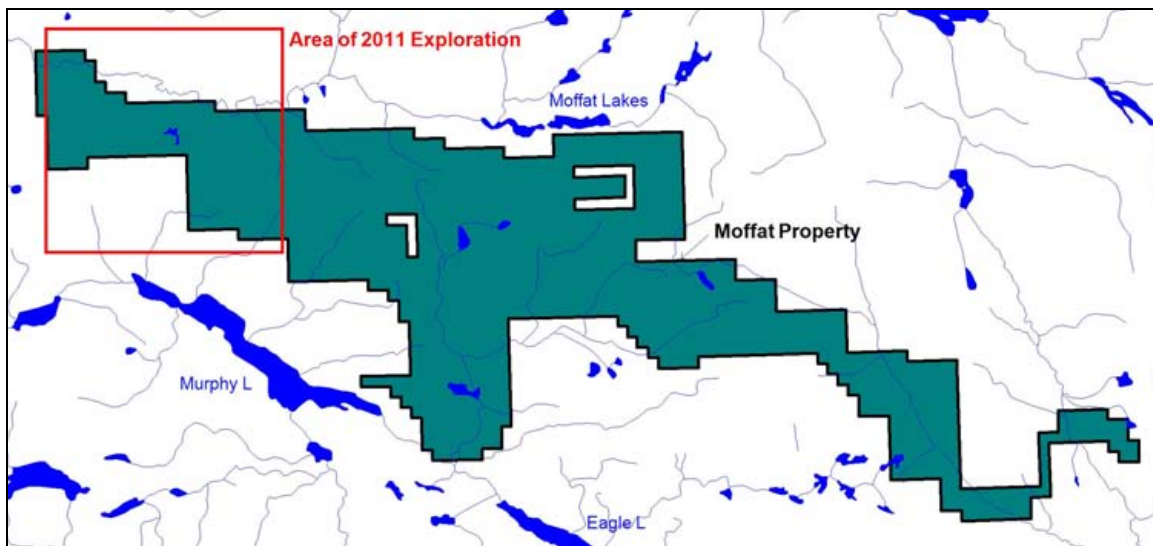 Area of 2011 Exploration
Moffat Lakes
Moffat Property
Murphy L
Eagle L